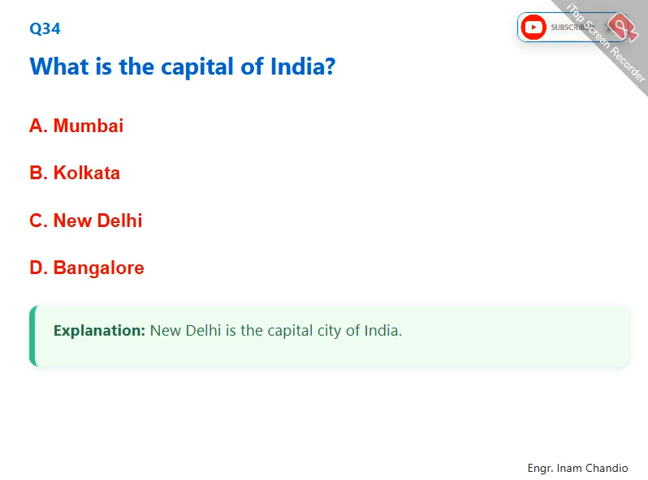 Q34
SUBSCRIBE
iTop Screen Recorder
What is the capital of India?
A. Mumbai
B. Kolkata
C. New Delhi
D. Bangalore
Explanation: New Delhi is the capital city of India.
Engr. Inam Chandio